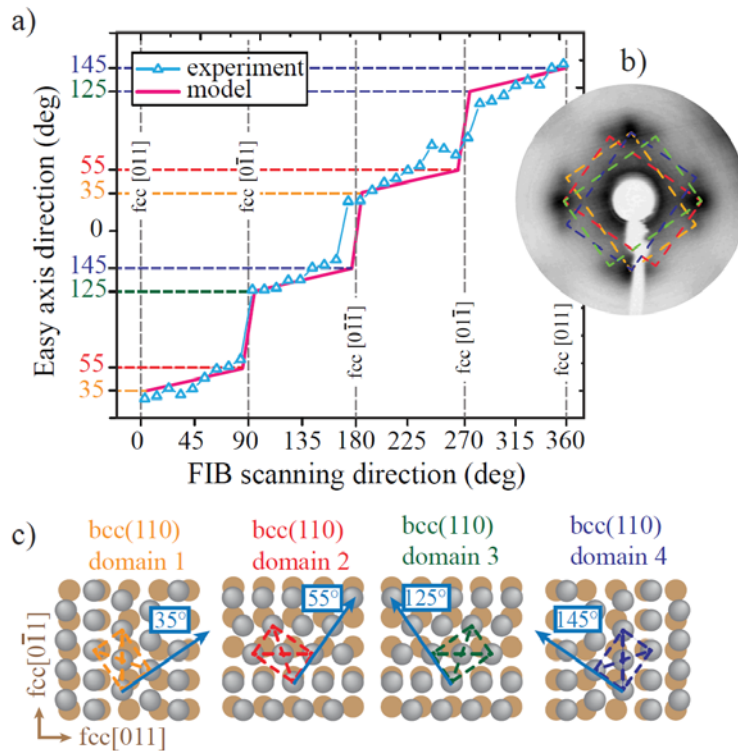 a)
experiment
model
b)
Easy axis direction (deg)
145
125
55
35
0
145
125
55
35
fcc [011]
fcc [01̅1]
fcc [01̅1̅]
fcc [011̅]
fcc [011]
0 45 90 135 180 225 270 315 360
FIB scanning direction (deg)
c)
bcc(110) bcc(110) bcc(110) bcc(110)
domain 1 domain 2 domain 3 domain 4
35° 55° 125° 145°
fcc[01̅1]
fcc[011]